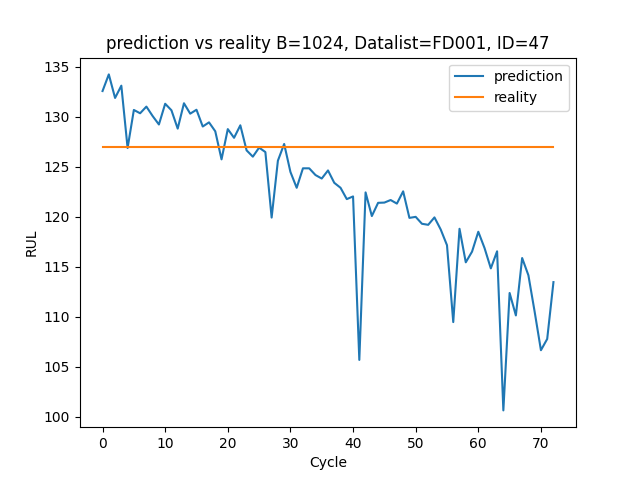 prediction vs reality B=1024, Datalist=FD001, ID=47
prediction
reality
135
130
125
120
115
110
105
100
RUL
0 10 20 30 40 50 60 70
Cycle